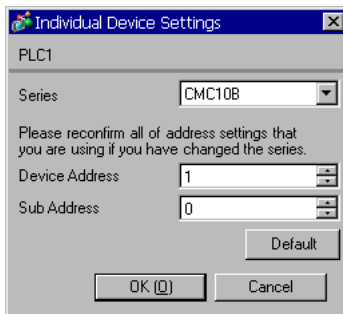 Individual Device Settings
PLC1
Series CMC10B
Please reconfirm all of address settings that
you are using if you have changed the series.
Device Address 1
Sub Address 0
Default
OK (O) Cancel